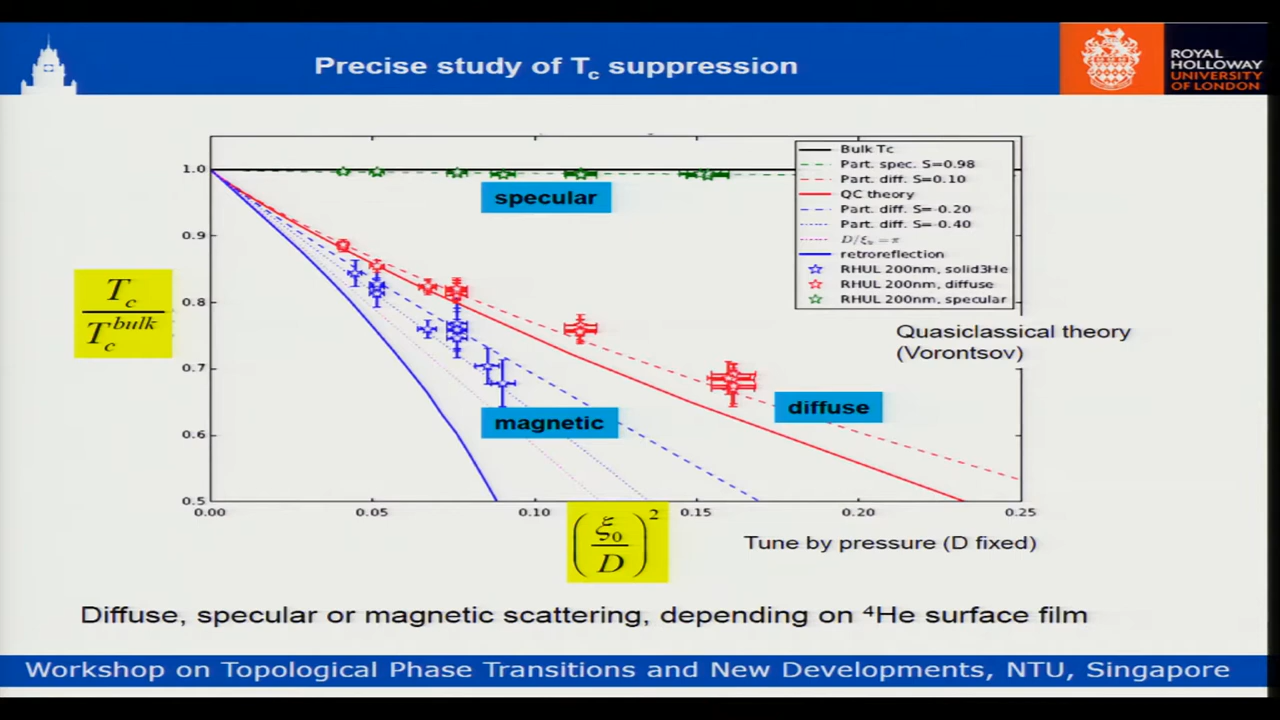 Precise study of Tc suppression
ROYAL
HOLLOWAY
UNIVERSITY
OF LONDON
Bulk Tc
Part. spec. S=0.98
Part. diff. S=0.10
QC theory
Part. diff. S=-0.20
Part. diff. S=-0.40
D/ξ₀ = π
retroreflection
RHUL 200nm, solid3He
RHUL 200nm, diffuse
RHUL 200nm, specular
1.0
0.9
0.8
0.7
0.6
0.5
specular
Tc
Tc^bulk
Quasiclassical theory
(Vorontsov)
diffuse
magnetic
0.00
0.05
0.10
0.15
0.20
0.25
(ξ₀/D)²
Tune by pressure (D fixed)
Diffuse, specular or magnetic scattering, depending on ⁴He surface film
Workshop on Topological Phase Transitions and New Developments, NTU, Singapore